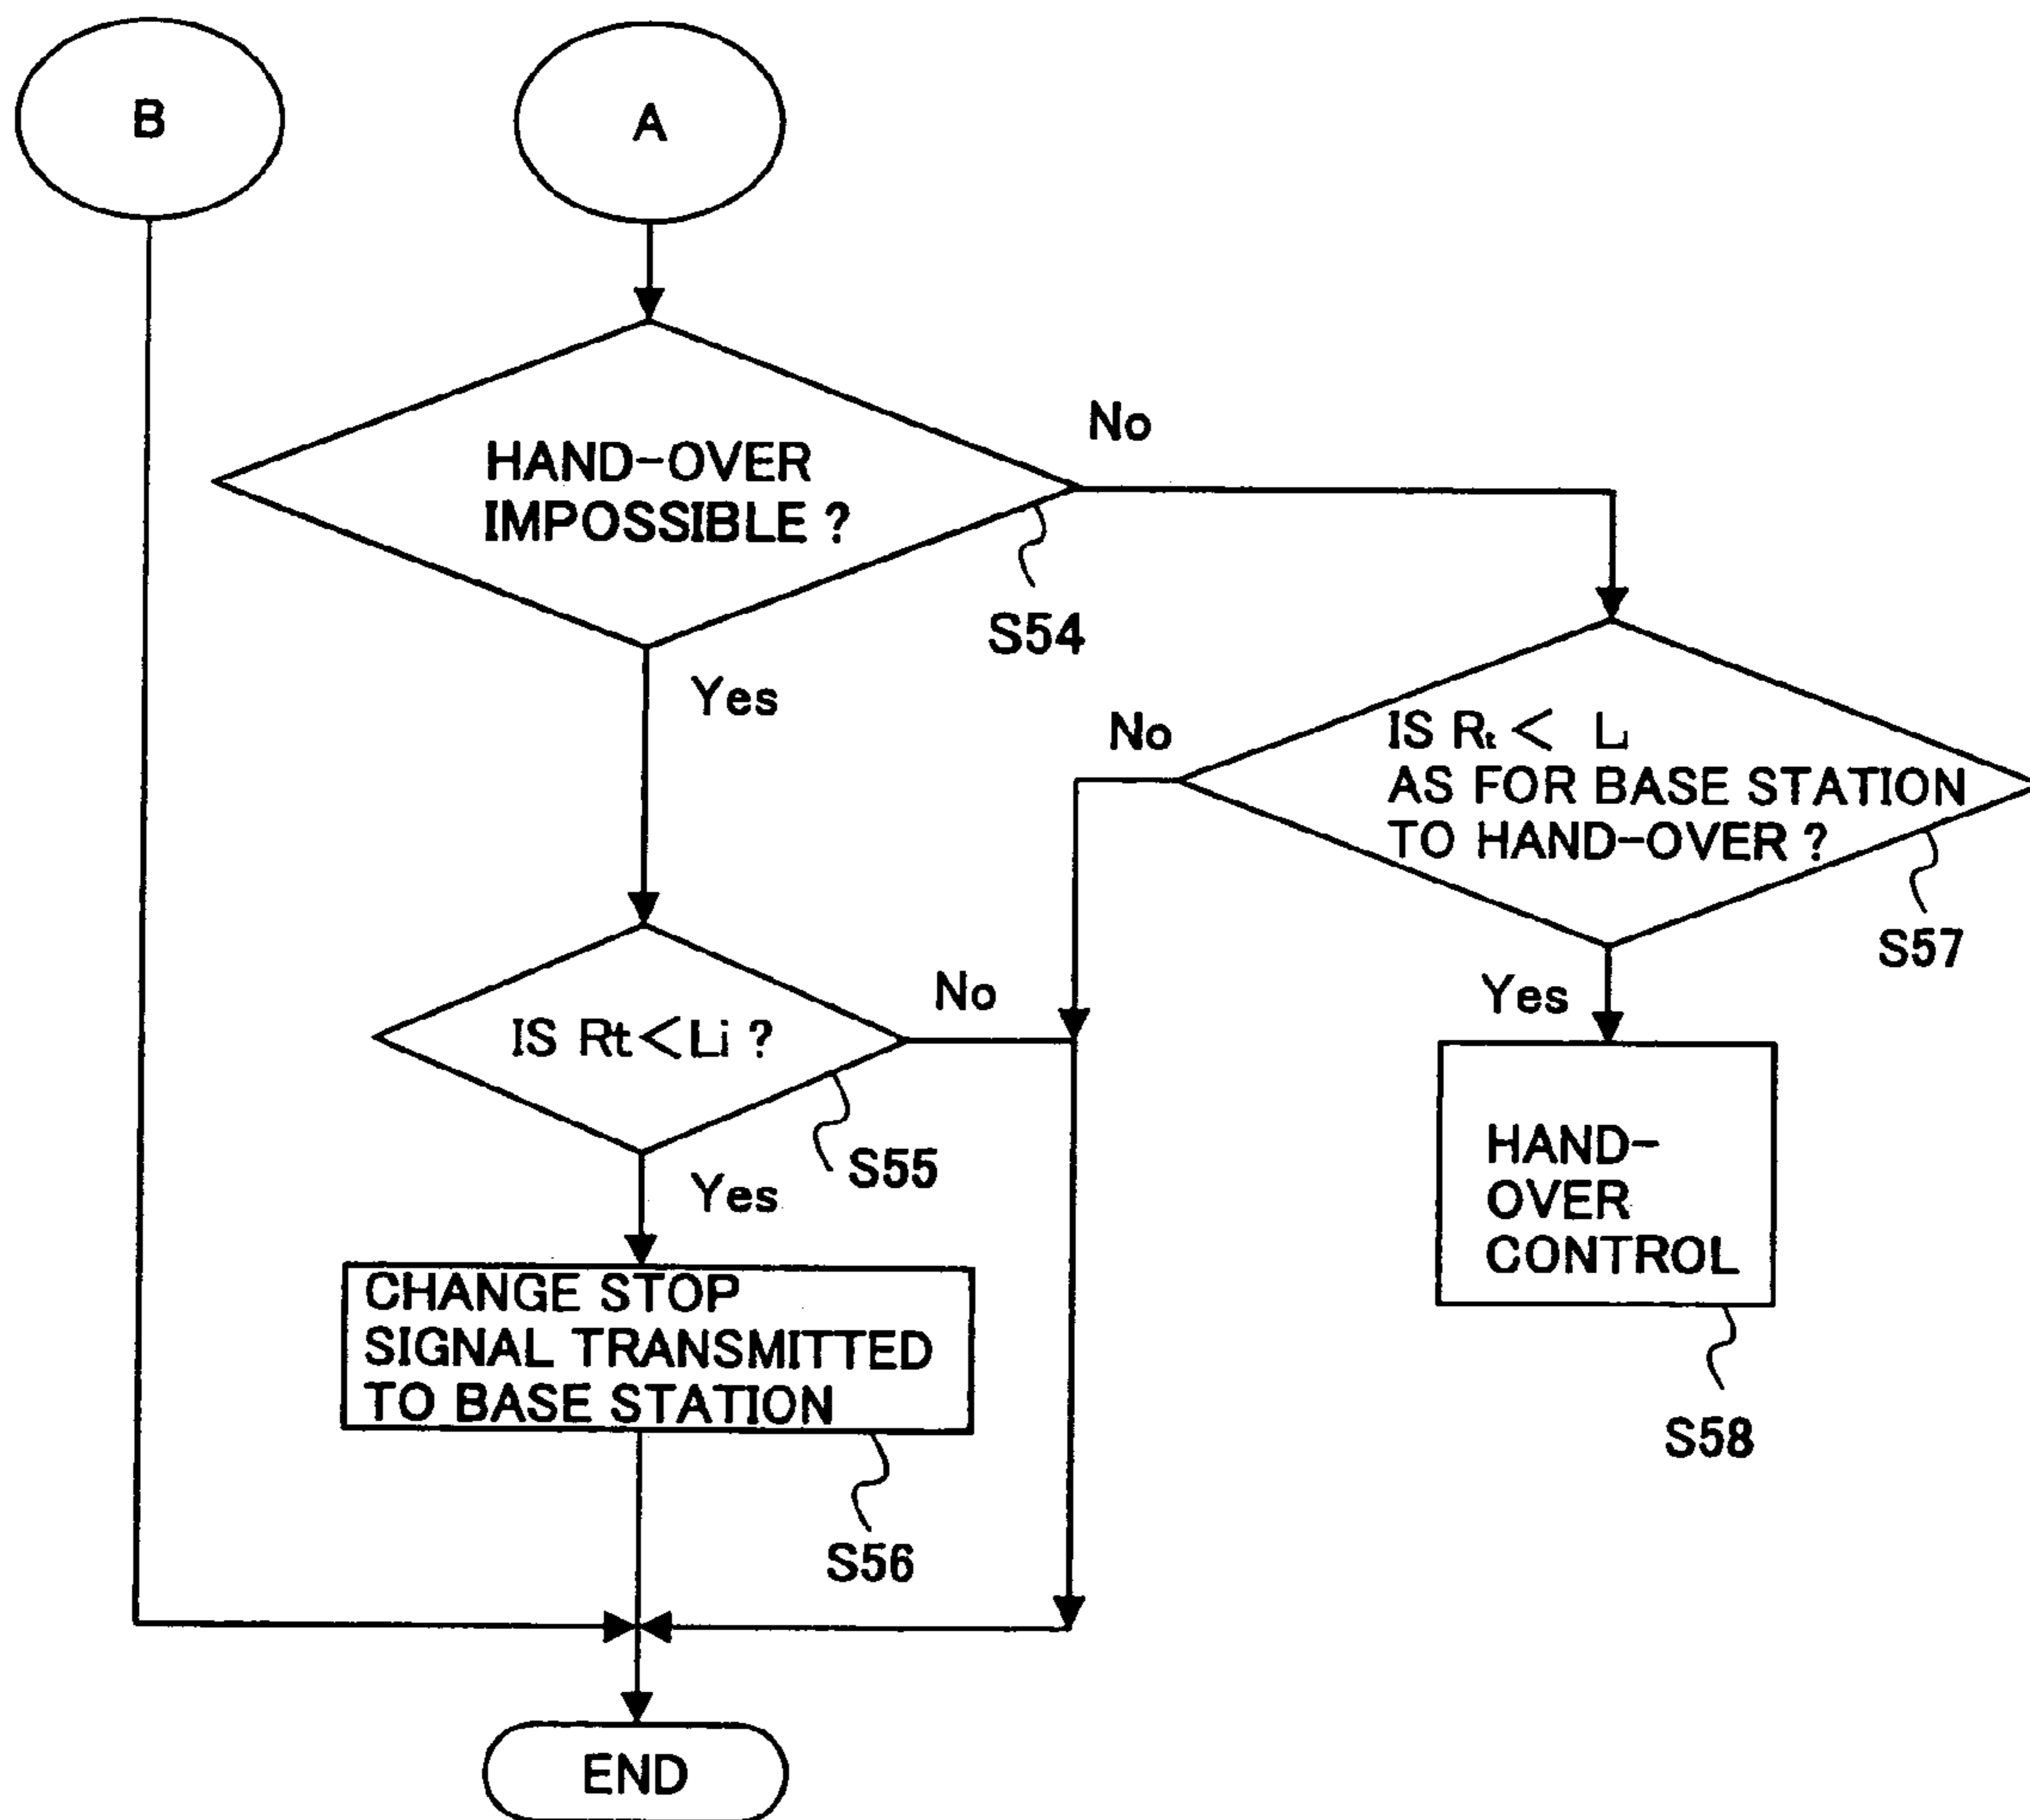 B
A
HAND-OVER
IMPOSSIBLE ?
No
S54
Yes
IS Rt < Li
AS FOR BASE STATION
TO HAND-OVER ?
No
S57
Yes
IS Rt < Li ?
No
S55
Yes
HAND-
OVER
CONTROL
S58
CHANGE STOP
SIGNAL TRANSMITTED
TO BASE STATION
S56
END